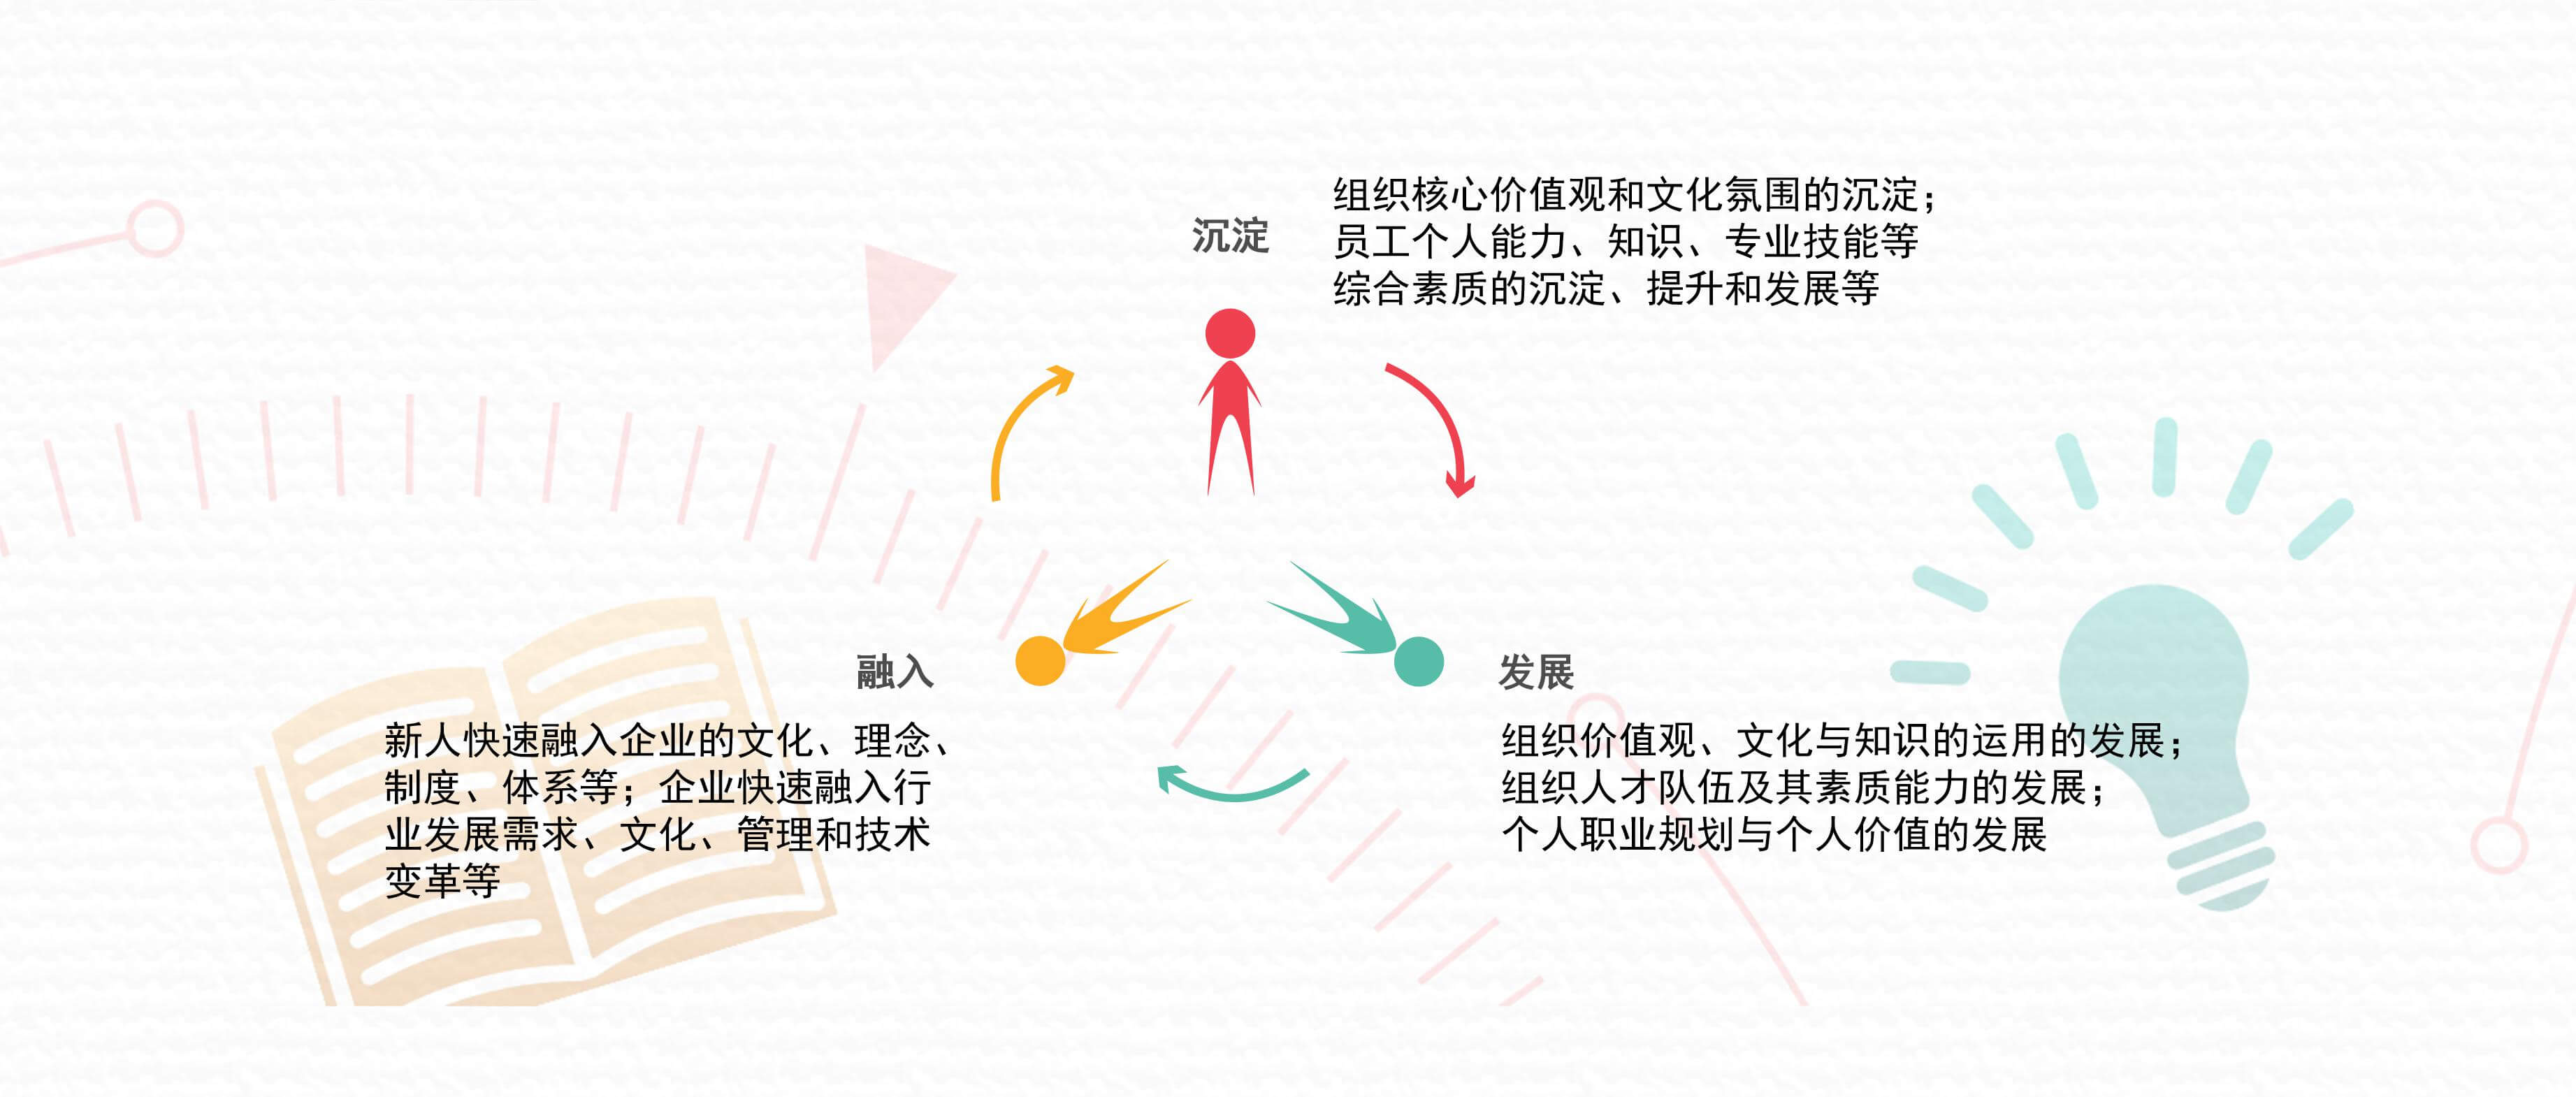 沉淀
组织核心价值观和文化氛围的沉淀；
员工个人能力、知识、专业技能等
综合素质的沉淀、提升和发展等
融入
新人快速融入企业的文化、理念、
制度、体系等；企业快速融入行
业发展需求、文化、管理和技术
变革等
发展
组织价值观、文化与知识的运用的发展；
组织人才队伍及其素质能力的发展；
个人职业规划与个人价值的发展